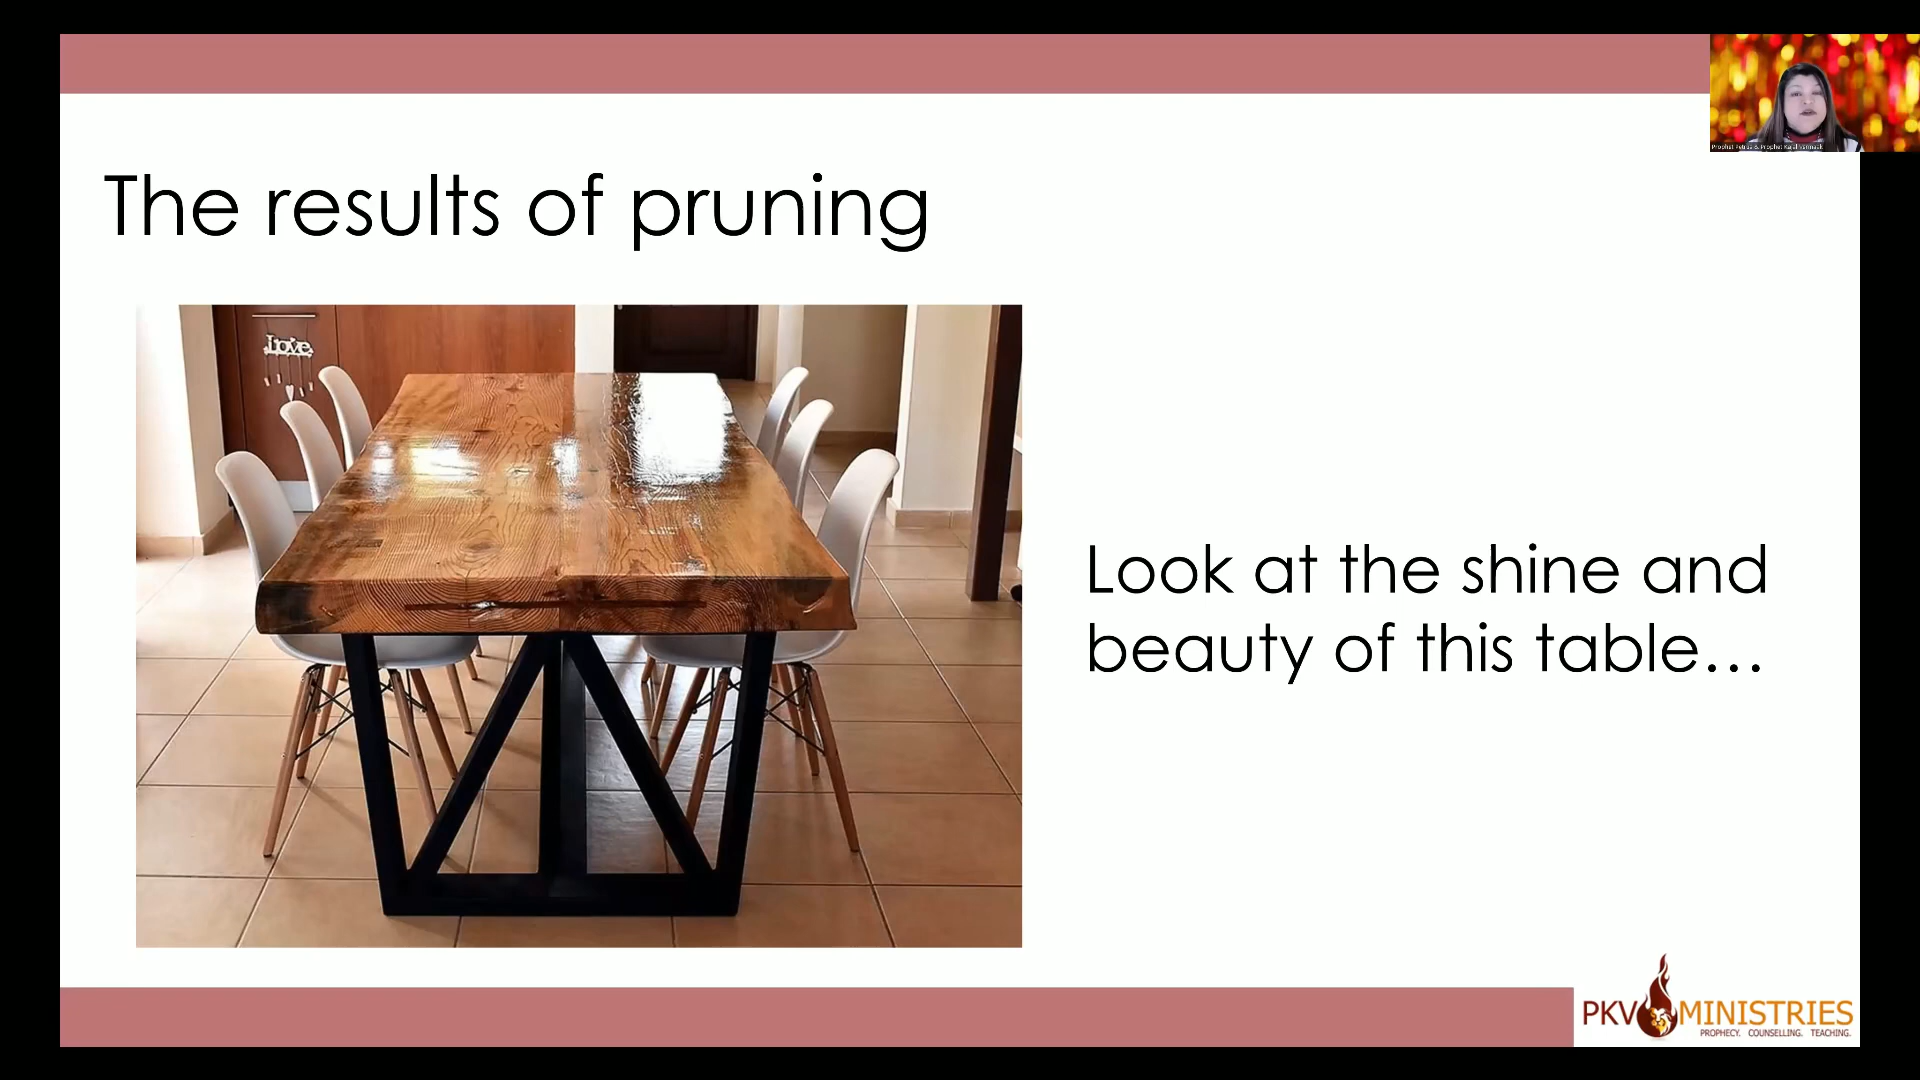 The results of pruning
Love
Look at the shine and
beauty of this table...
PKV MINISTRIES
PROPHECY. COUNSELLING. TEACHING.